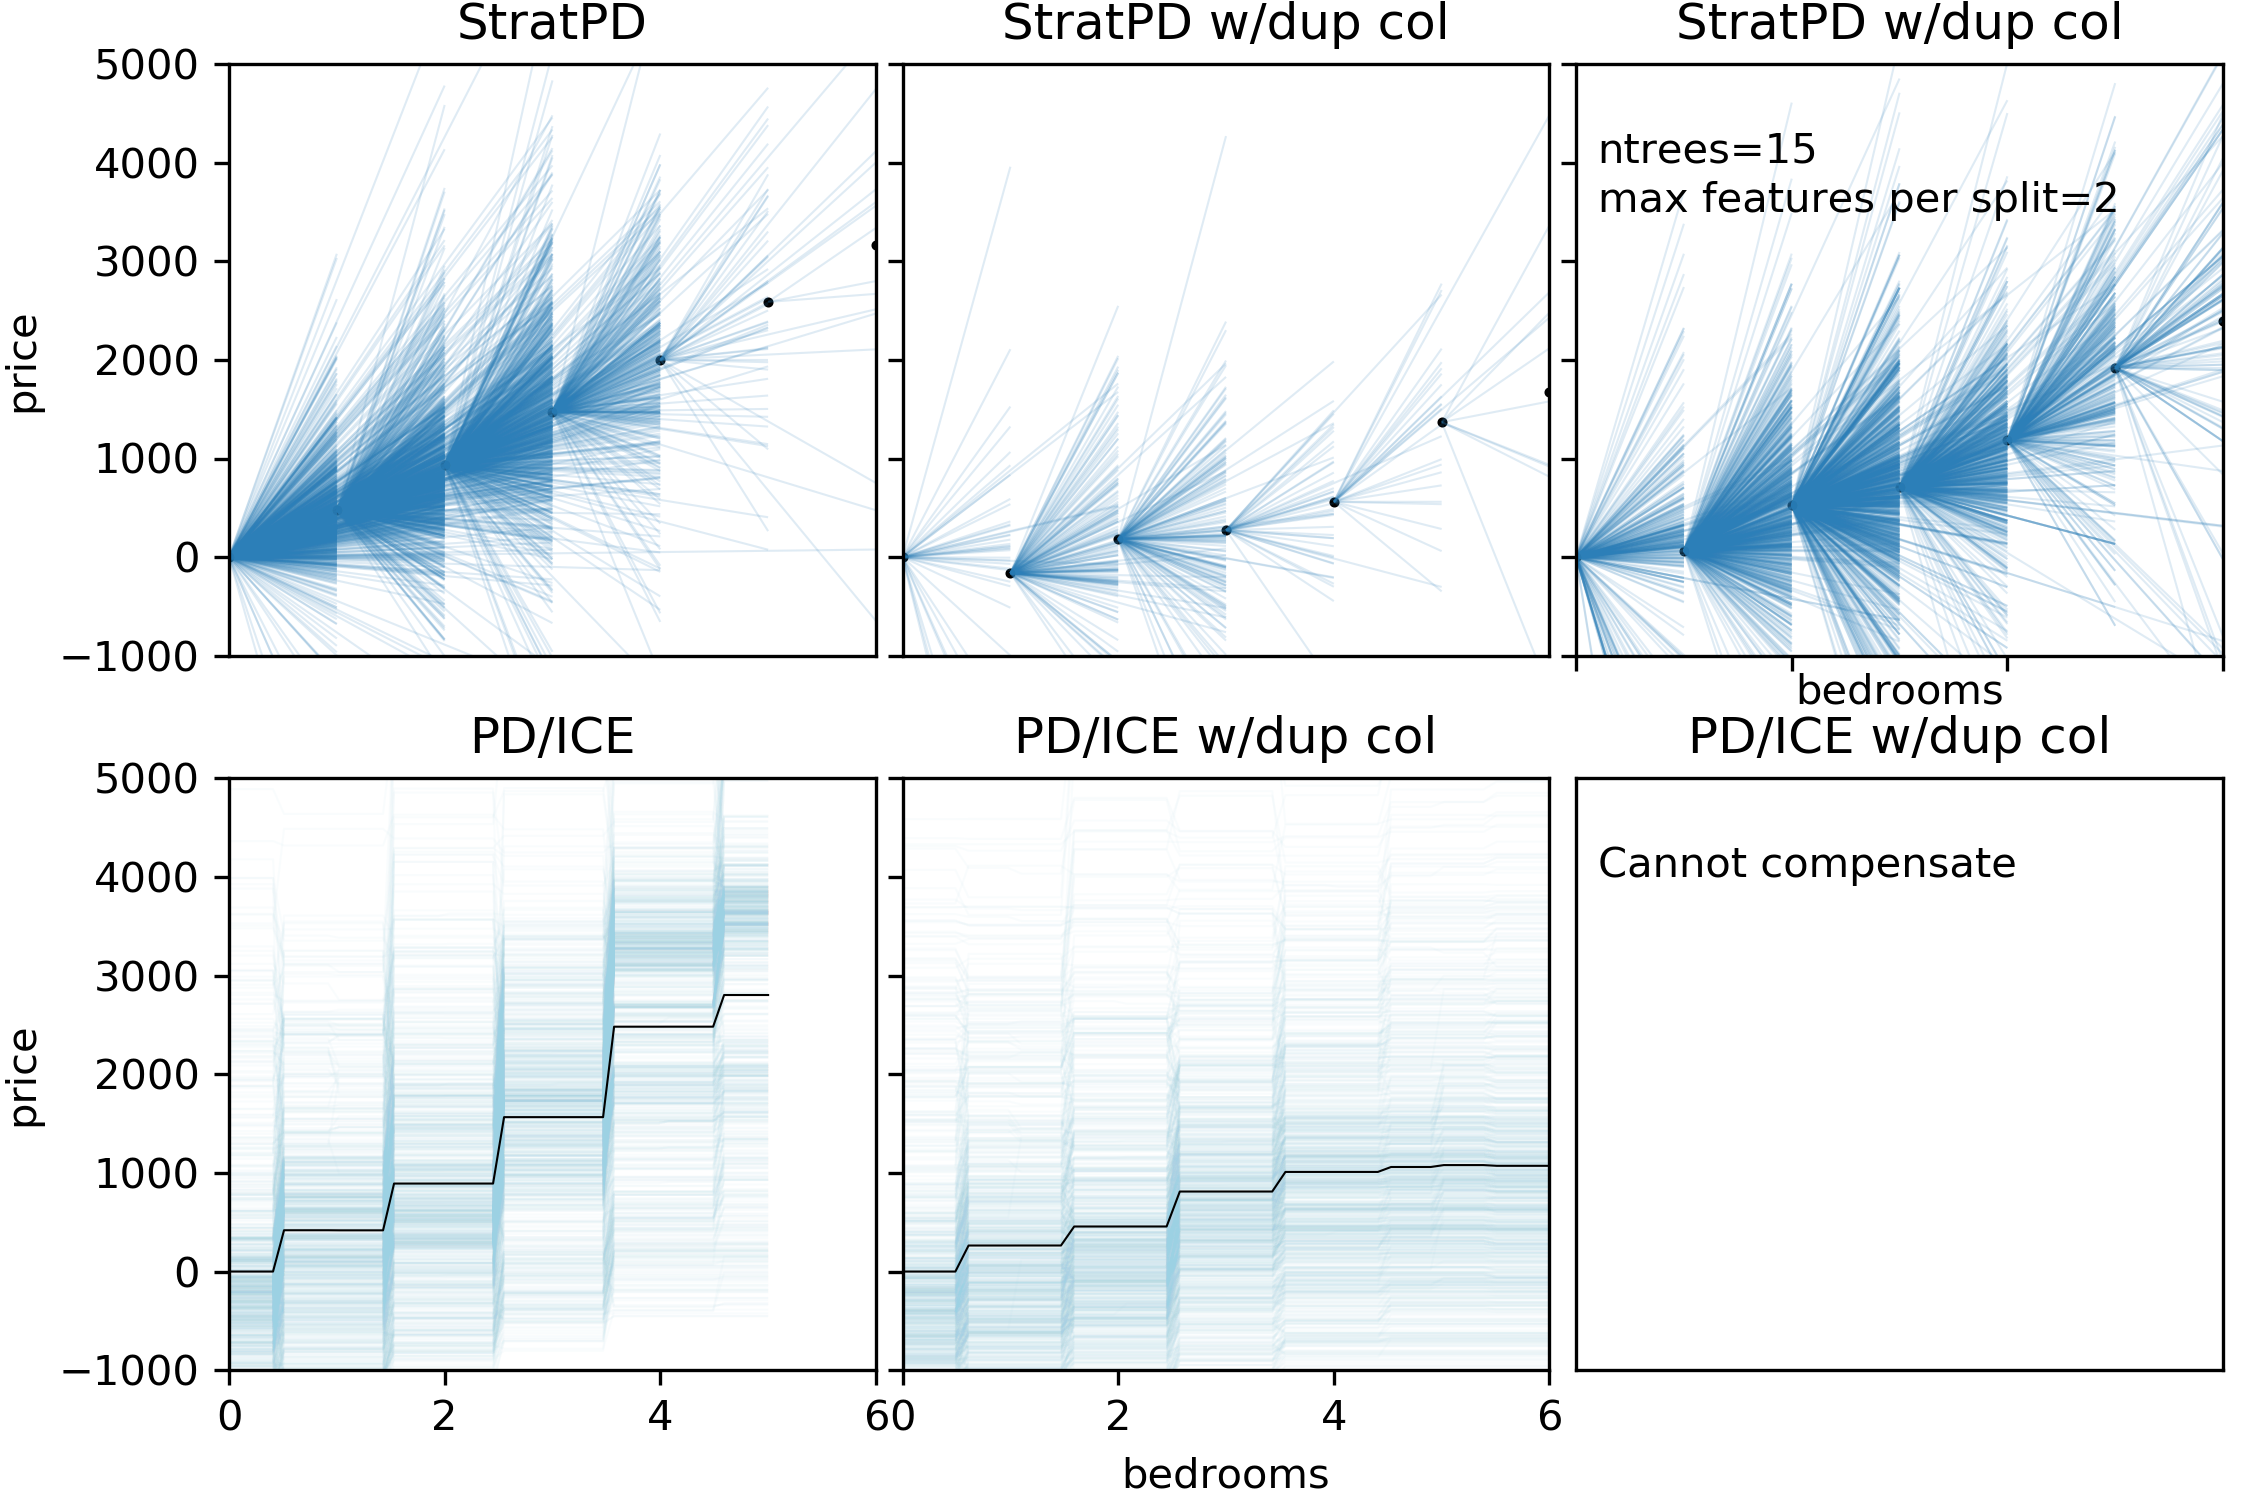 StratPD
StratPD w/dup col
StratPD w/dup col
5000
4000
3000
2000
1000
0
−1000
price
ntrees=15
max features per split=2
bedrooms
PD/ICE
PD/ICE w/dup col
PD/ICE w/dup col
5000
4000
3000
2000
1000
0
−1000
price
Cannot compensate
0 2 4 6 0 2 4 6
bedrooms